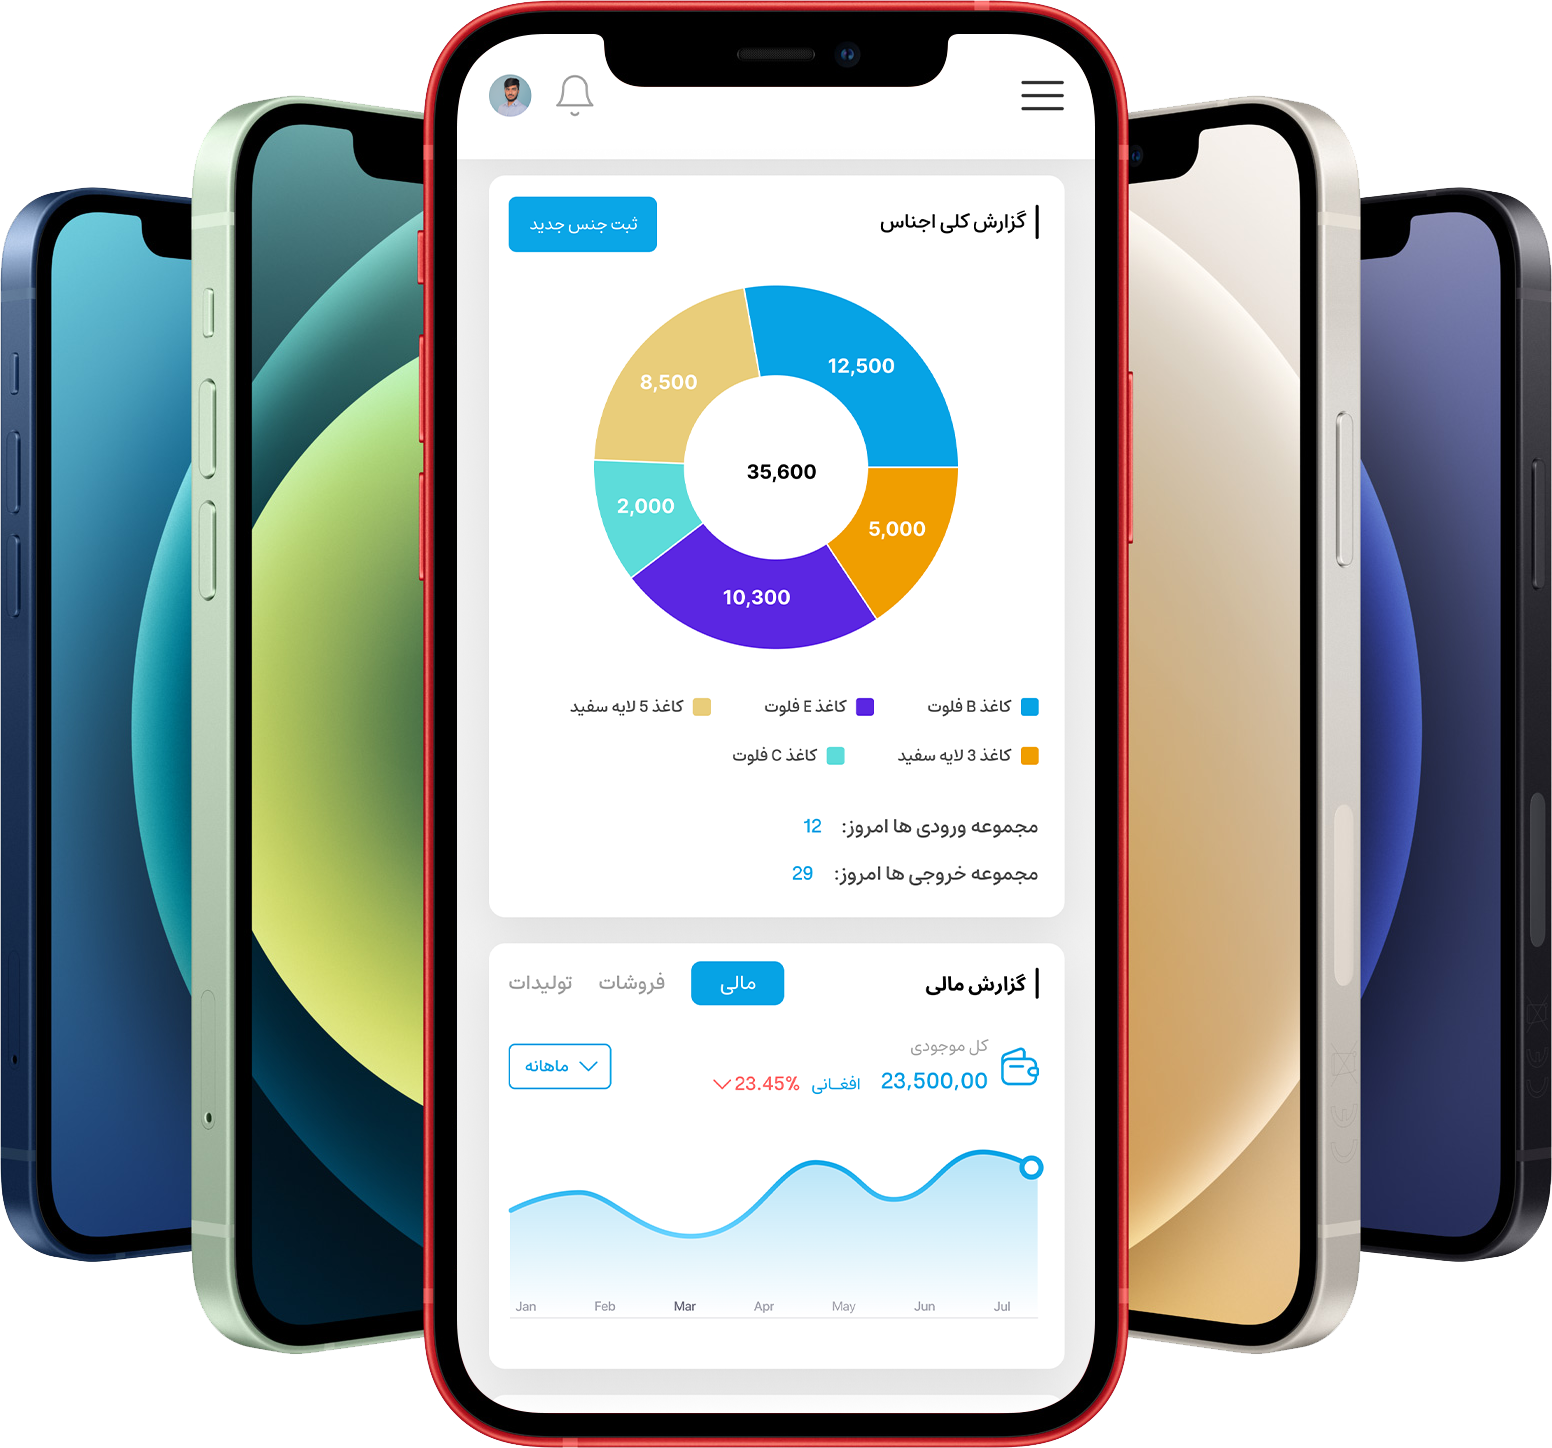 گزارش کلی اجناس
ثبت جنس جدید
12,500
8,500
35,600
2,000
5,000
10,300
کاغذ B فلوت
کاغذ E فلوت
کاغذ 5 لایه سفید
کاغذ 3 لایه سفید
کاغذ C فلوت
مجموعه ورودی ها امروز: 12
مجموعه خروجی ها امروز: 29
گزارش مالی
مالی
فروشات
تولیدات
کل موجودی
23,500,00 افغانی 23.45%
ماهانه
Jan Feb Mar Apr May Jun Jul